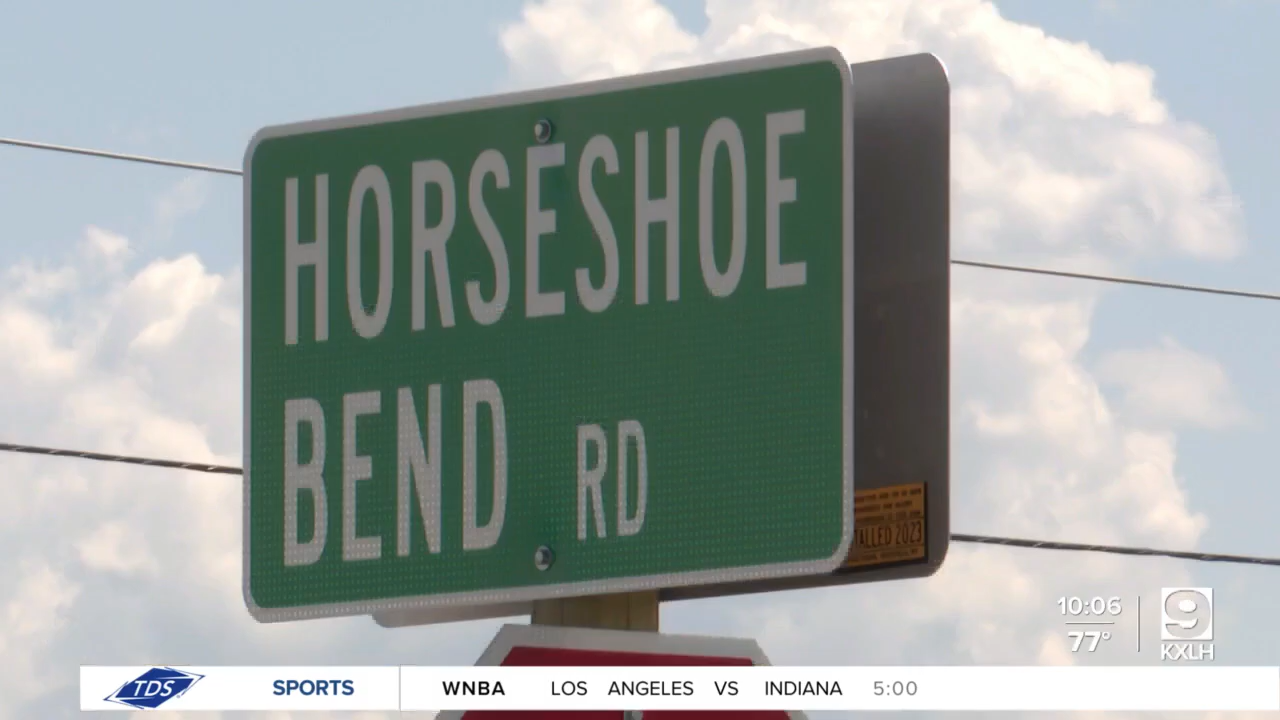 HORSESHOE
BEND RD
TALLED 2023
10:06
77°
9
KXLH
TDS SPORTS WNBA LOS ANGELES VS INDIANA 5:00